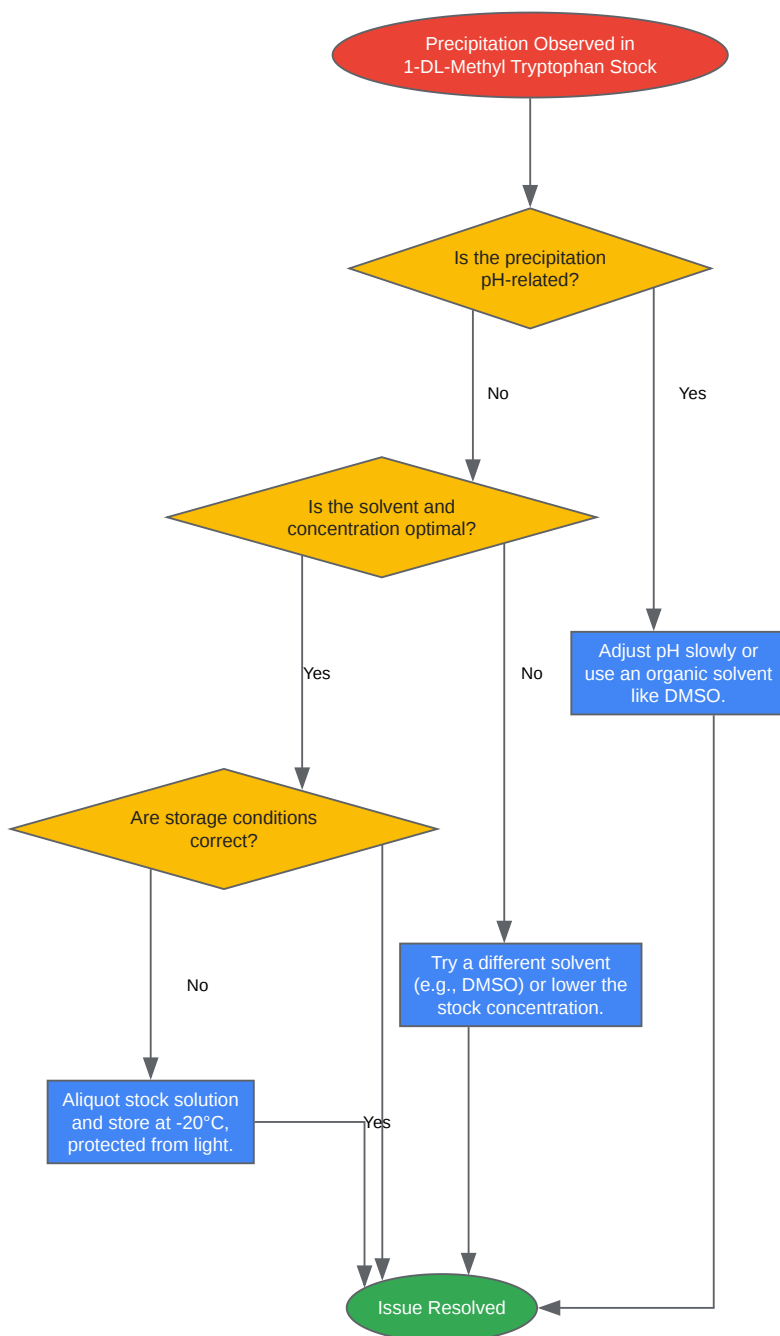 Precipitation Observed in
1-DL-Methyl Tryptophan Stock
Is the precipitation
pH-related?
No
Yes
Is the solvent and
concentration optimal?
Adjust pH slowly or
use an organic solvent
like DMSO.
Yes
No
Are storage conditions
correct?
Try a different solvent
(e.g., DMSO) or lower the
stock concentration.
No
Aliquot stock solution
and store at -20°C,
protected from light.
Yes
Issue Resolved